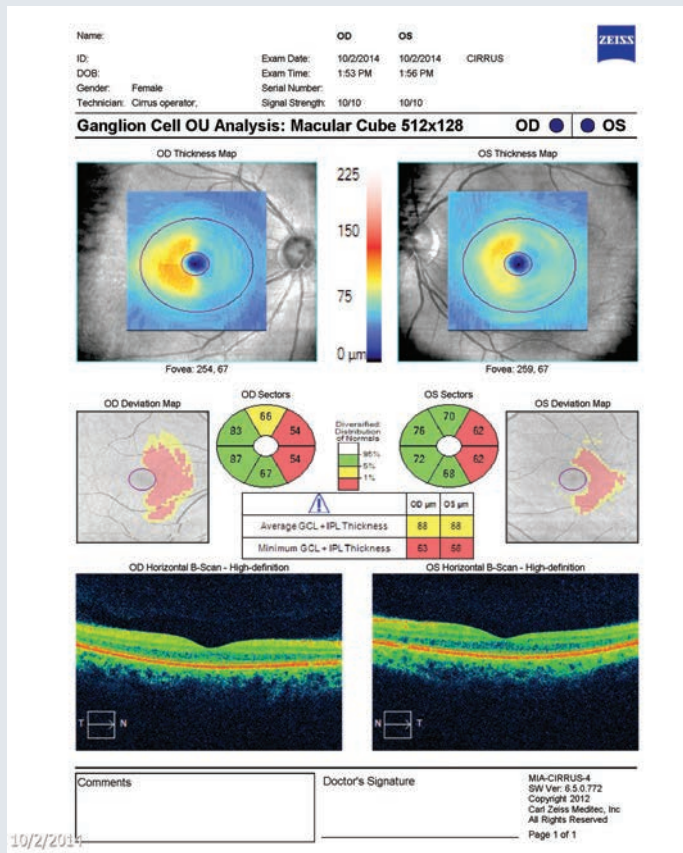 Name: OD OS
ZEISS
ID: Exam Date: 10/2/2014 10/2/2014 CIRRUS
DOB: Exam Time: 1:53 PM 1:56 PM
Gender: Female Serial Number:
Technician: Cirrus operator, Signal Strength: 10/10 10/10
Ganglion Cell OU Analysis: Macular Cube 512x128 OD OS
OD Thickness Map OS Thickness Map
225
150
75
0 µm
Fovea: 254, 67 Fovea: 259, 67
OD Deviation Map OD Sectors OS Sectors OS Deviation Map
66
83 54
87 54
67
Diversified:
Distribution
of Normals
95%
5%
1%
70
76 62
72 62
68
OD µm OS µm
Average GCL + IPL Thickness 68 68
Minimum GCL + IPL Thickness
OD Horizontal B-Scan - High-definition OS Horizontal B-Scan - High-definition
T N N T
Comments Doctor's Signature
MIA-CIRRUS-4
SW Ver: 6.5.0.772
Copyright 2012
Carl Zeiss Meditec, Inc
All Rights Reserved
Page 1 of 1
10/2/2014